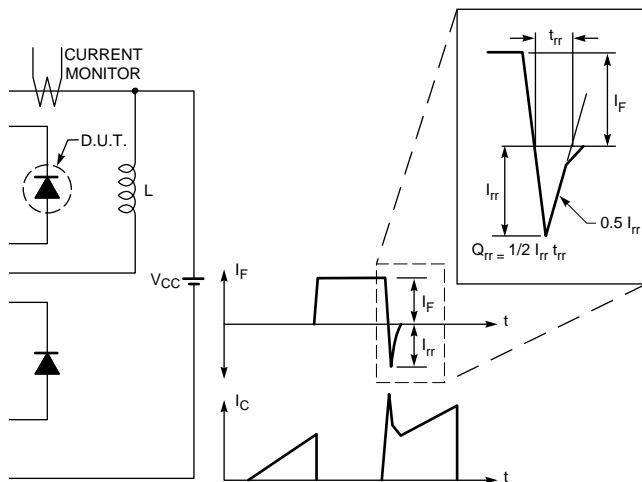 CURRENT
MONITOR
D.U.T.
L
V_CC
I_F
I_F
I_rr
t
I_C
t
t_rr
I_F
I_rr
0.5 I_rr
Q_rr = 1/2 I_rr t_rr